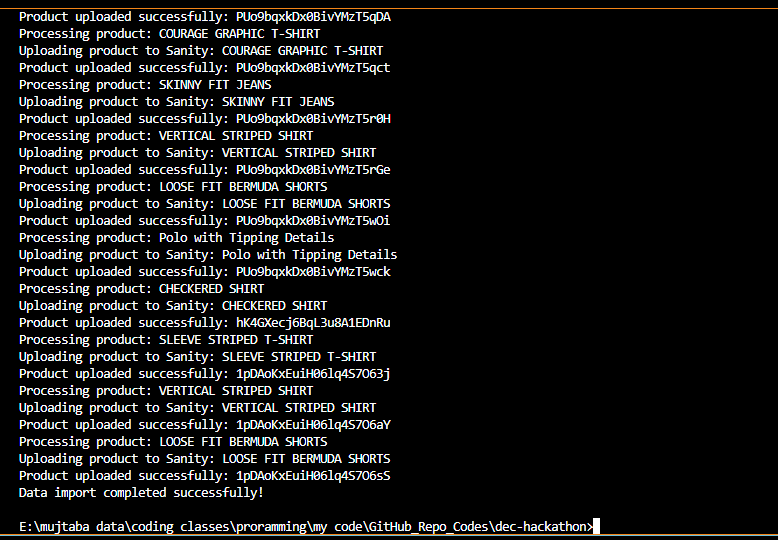 Product uploaded successfully: PUo9bqxkDx0BivYMzT5qDA
Processing product: COURAGE GRAPHIC T-SHIRT
Uploading product to Sanity: COURAGE GRAPHIC T-SHIRT
Product uploaded successfully: PUo9bqxkDx0BivYMzT5qct
Processing product: SKINNY FIT JEANS
Uploading product to Sanity: SKINNY FIT JEANS
Product uploaded successfully: PUo9bqxkDx0BivYMzT5r0H
Processing product: VERTICAL STRIPED SHIRT
Uploading product to Sanity: VERTICAL STRIPED SHIRT
Product uploaded successfully: PUo9bqxkDx0BivYMzT5rGe
Processing product: LOOSE FIT BERMUDA SHORTS
Uploading product to Sanity: LOOSE FIT BERMUDA SHORTS
Product uploaded successfully: PUo9bqxkDx0BivYMzT5wOi
Processing product: Polo with Tipping Details
Uploading product to Sanity: Polo with Tipping Details
Product uploaded successfully: PUo9bqxkDx0BivYMzT5wck
Processing product: CHECKERED SHIRT
Uploading product to Sanity: CHECKERED SHIRT
Product uploaded successfully: hK4GXecj6BqL3u8A1EDnRu
Processing product: SLEEVE STRIPED T-SHIRT
Uploading product to Sanity: SLEEVE STRIPED T-SHIRT
Product uploaded successfully: 1pDAoKxEuiH06lq4S7O63j
Processing product: VERTICAL STRIPED SHIRT
Uploading product to Sanity: VERTICAL STRIPED SHIRT
Product uploaded successfully: 1pDAoKxEuiH06lq4S7O6aY
Processing product: LOOSE FIT BERMUDA SHORTS
Uploading product to Sanity: LOOSE FIT BERMUDA SHORTS
Product uploaded successfully: 1pDAoKxEuiH06lq4S7O6sS
Data import completed successfully!
E:\mujtaba data\coding classes\proramming\my code\GitHub_Repo_Codes\dec-hackathon>